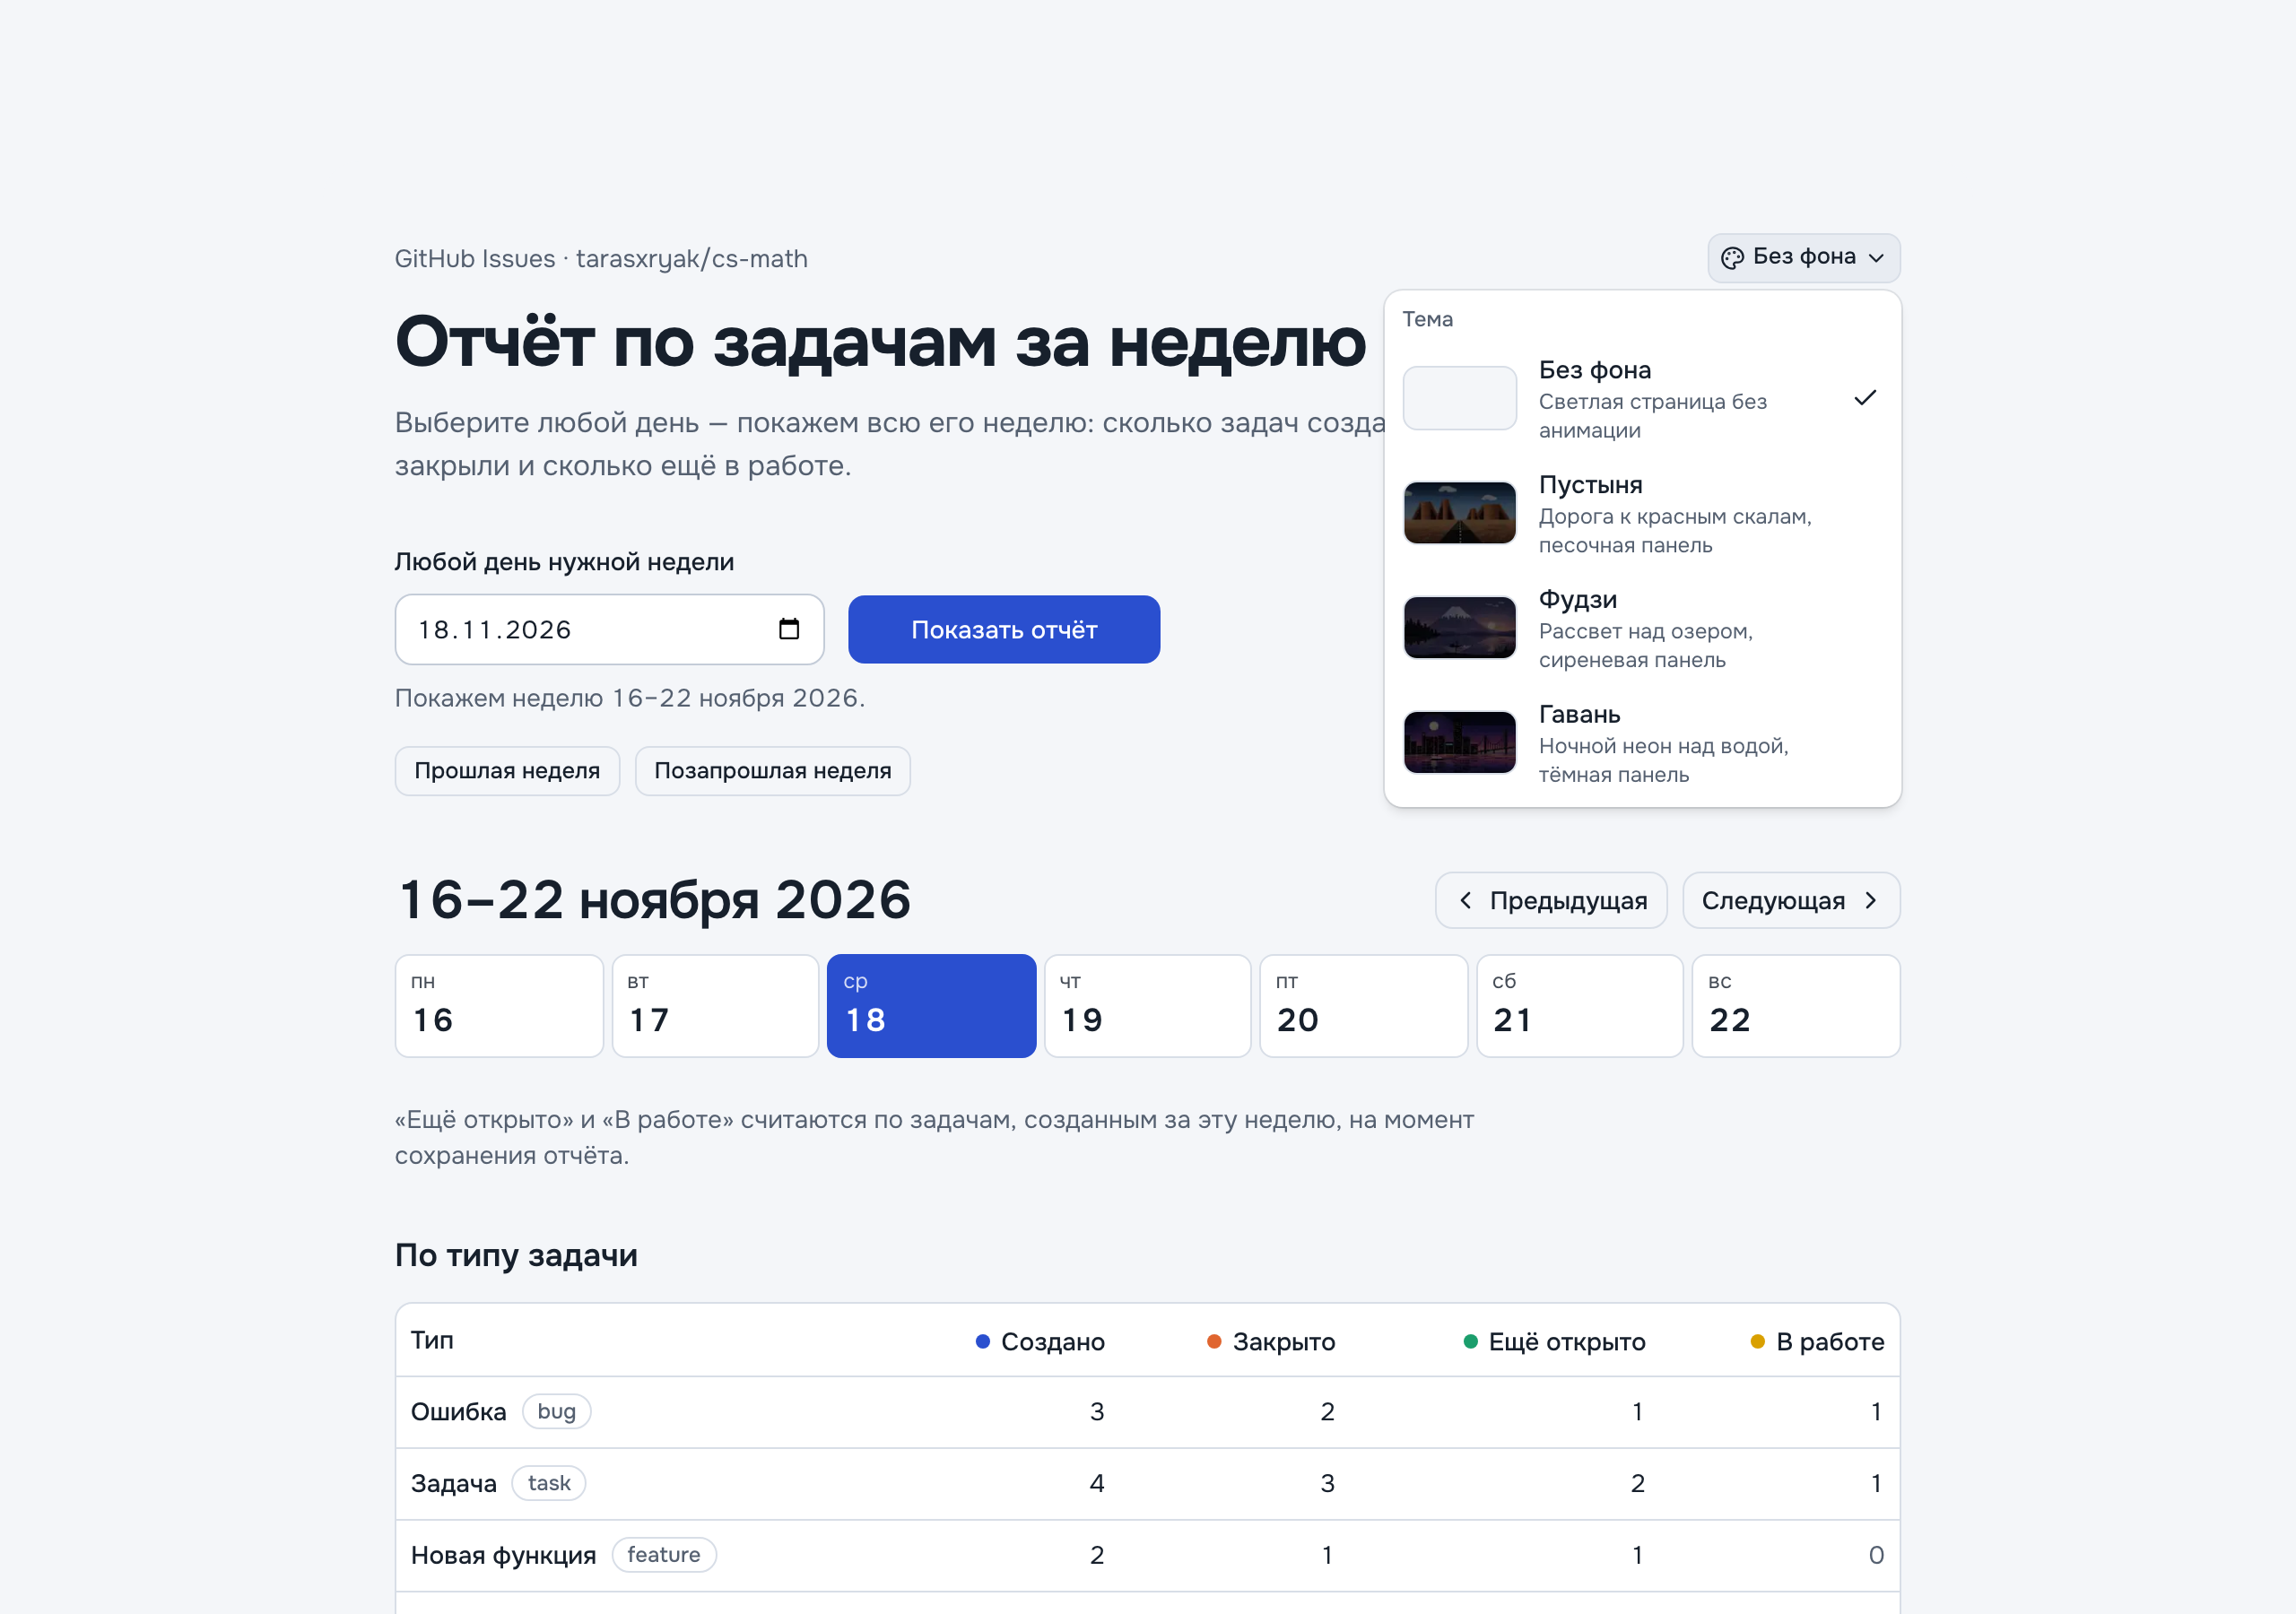 GitHub Issues · tarasxryak/cs-math
Без фона
Отчёт по задачам за неделю
Выберите любой день — покажем всю его неделю: сколько задач
закрыли и сколько ещё в работе.
Тема
Без фона
Светлая страница без
анимации
Пустыня
Дорога к красным скалам,
песочная панель
Фудзи
Рассвет над озером,
сиреневая панель
Гавань
Ночной неон над водой,
тёмная панель
Любой день нужной недели
18.11.2026
Показать отчёт
Покажем неделю 16–22 ноября 2026.
Прошлая неделя
Позапрошлая неделя
16–22 ноября 2026
Предыдущая
Следующая
пн
16
вт
17
ср
18
чт
19
пт
20
сб
21
вс
22
«Ещё открыто» и «В работе» считаются по задачам, созданным за эту неделю, на момент
сохранения отчёта.
По типу задачи
Тип Создано Закрыто Ещё открыто В работе
Ошибка bug 3 2 1 1
Задача task 4 3 2 1
Новая функция feature 2 1 1 0